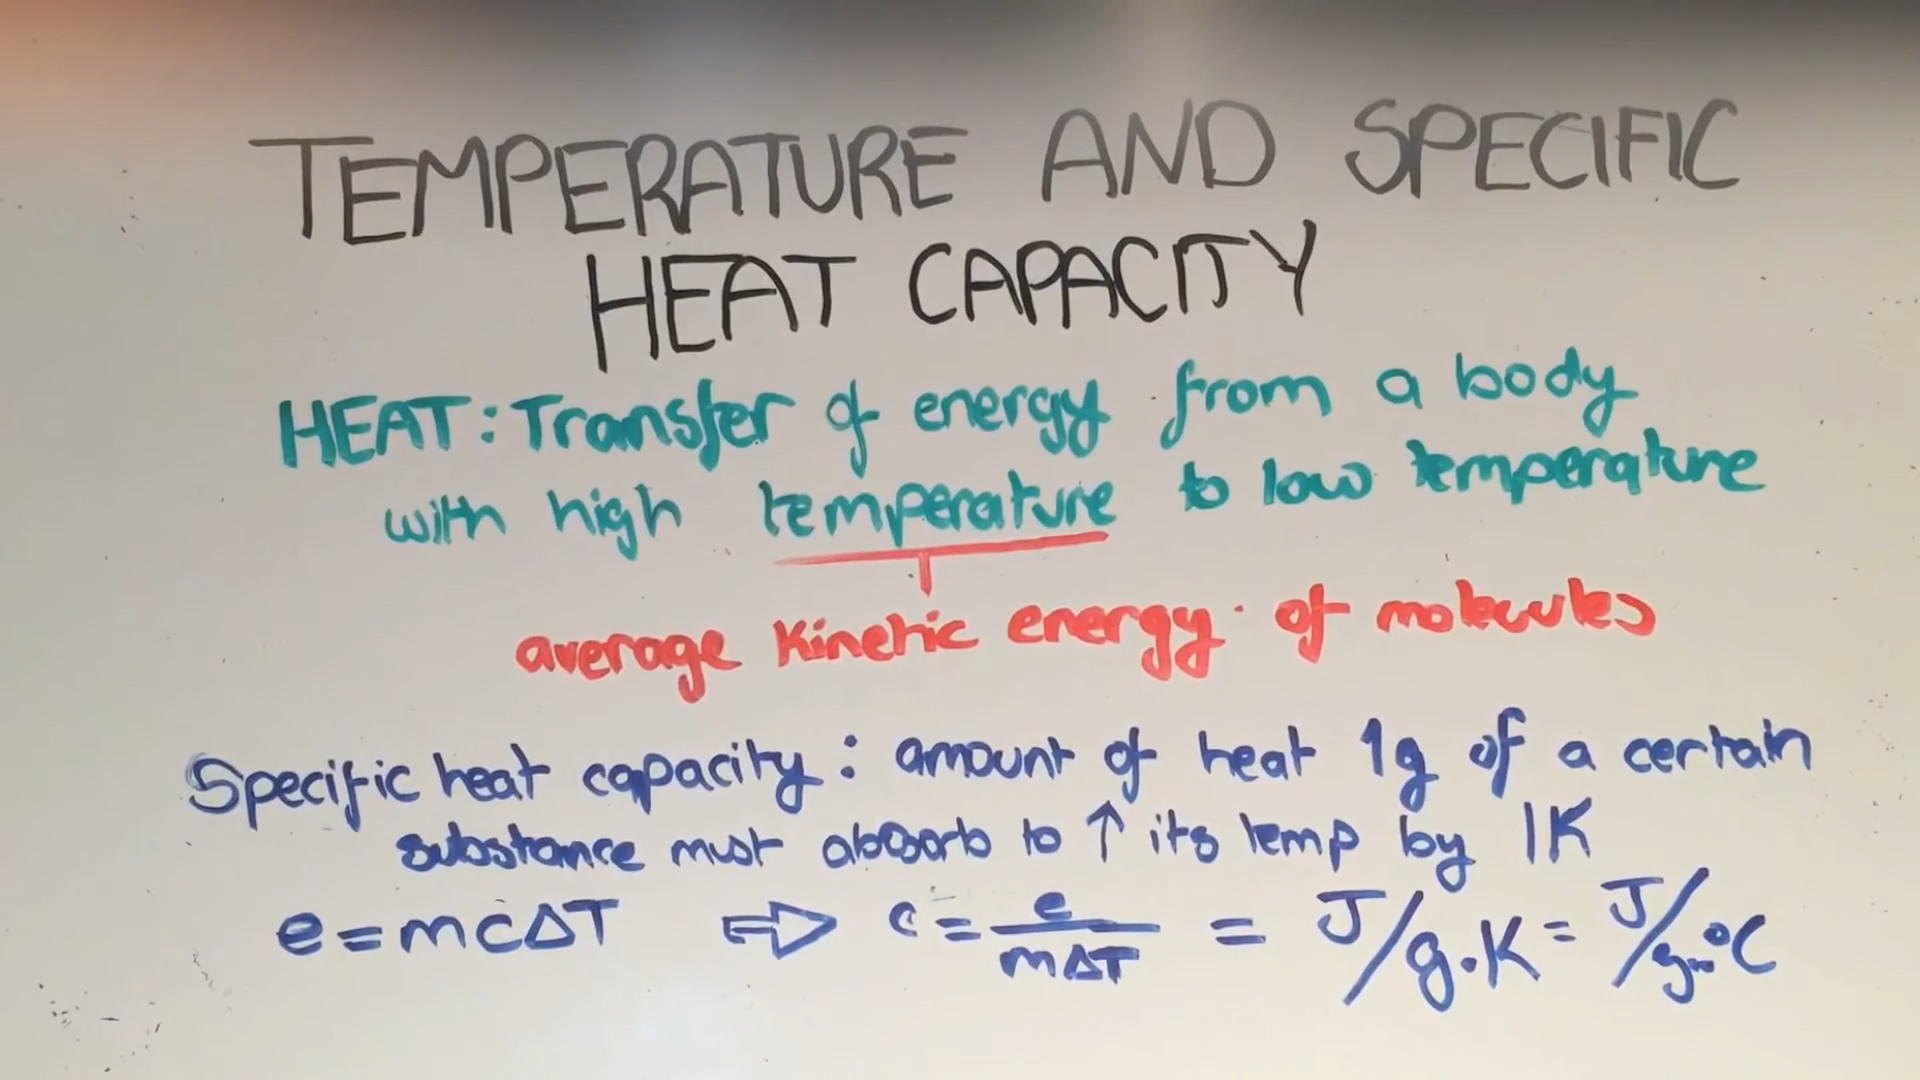 TEMPERATURE AND SPECIFIC
HEAT CAPACITY
HEAT: Transfer of energy from a body
with high temperature to low temperature
average kinetic energy of molecules
Specific heat capacity: amount of heat 1g of a certain
substance must absorb to ↑ its temp by 1K
e = mcΔT ⇒ c = e/mΔT = J/g.K = J/g.°C